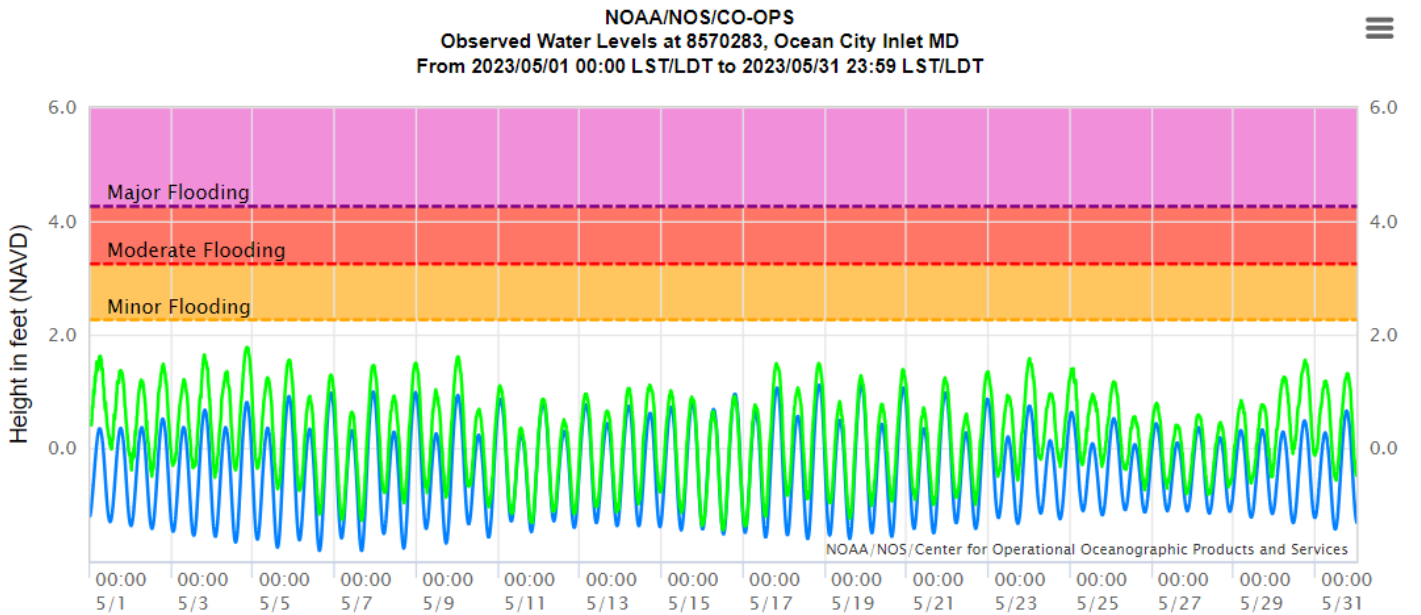 NOAA/NOS/CO-OPS
Observed Water Levels at 8570283, Ocean City Inlet MD
From 2023/05/01 00:00 LST/LDT to 2023/05/31 23:59 LST/LDT
6.0 6.0
Major Flooding
4.0 4.0
Moderate Flooding
Minor Flooding
2.0 2.0
0.0 0.0
Height in feet (NAVD)
NOAA/NOS/Center for Operational Oceanographic Products and Services
00:00 00:00 00:00 00:00 00:00 00:00 00:00 00:00 00:00 00:00 00:00 00:00 00:00 00:00 00:00 00:00
5/1 5/3 5/5 5/7 5/9 5/11 5/13 5/15 5/17 5/19 5/21 5/23 5/25 5/27 5/29 5/31